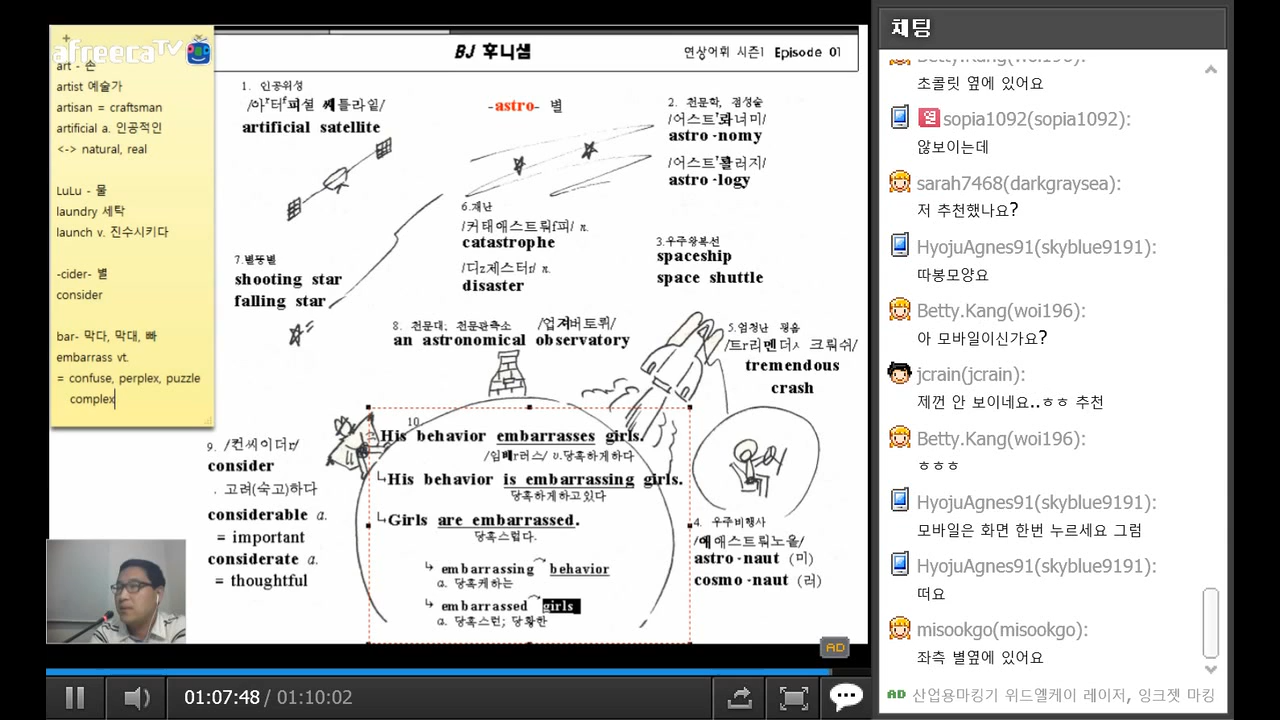 afreecaTV
art - 손
artist 예술가
artisan = craftsman
artificial a. 인공적인
<-> natural, real
LuLu - 물
laundry 세탁
launch v. 진수시키다
-cider- 별
consider
bar- 막다, 막대, 빠
embarrass vt.
= confuse, perplex, puzzle
complex
BJ 후니샘
연상어휘 시즌1 Episode 01
1. 인공위성
artificial satellite
-astro- 별
2. 천문학, 점성술
astro·nomy
astro·logy
6.재난
catastrophe
disaster
3.우주왕복선
spaceship
space shuttle
7.별똥별
shooting star
falling star
8. 천문대; 천문관측소
an astronomical observatory
5.엄청난 굉음
tremendous
crash
9.
consider
. 고려(숙고)하다
considerable a.
= important
considerate a.
= thoughtful
10
His behavior embarrasses girls.
v.당혹하게하다
His behavior is embarrassing girls.
당혹하게하고있다
Girls are embarrassed.
당혹스럽다.
embarrassing behavior
a. 당혹케하는
embarrassed girls
a. 당혹스런; 당황한
4. 우주비행사
astro·naut (미)
cosmo·naut (러)
AD
01:07:48 / 01:10:02
채팅
Betty.Kang(woi196):
초콜릿 옆에 있어요
열 sopia1092(sopia1092):
않보이는데
sarah7468(darkgraysea):
저 추천했나요?
HyojuAgnes91(skyblue9191):
따봉모양요
Betty.Kang(woi196):
아 모바일이신가요?
jcrain(jcrain):
제껀 안 보이네요..ㅎㅎ 추천
Betty.Kang(woi196):
ㅎㅎㅎ
HyojuAgnes91(skyblue9191):
모바일은 화면 한번 누르세요 그럼
HyojuAgnes91(skyblue9191):
떠요
misookgo(misookgo):
좌측 별옆에 있어요
AD 산업용마킹기 위드엘케이 레이저, 잉크젯 마킹